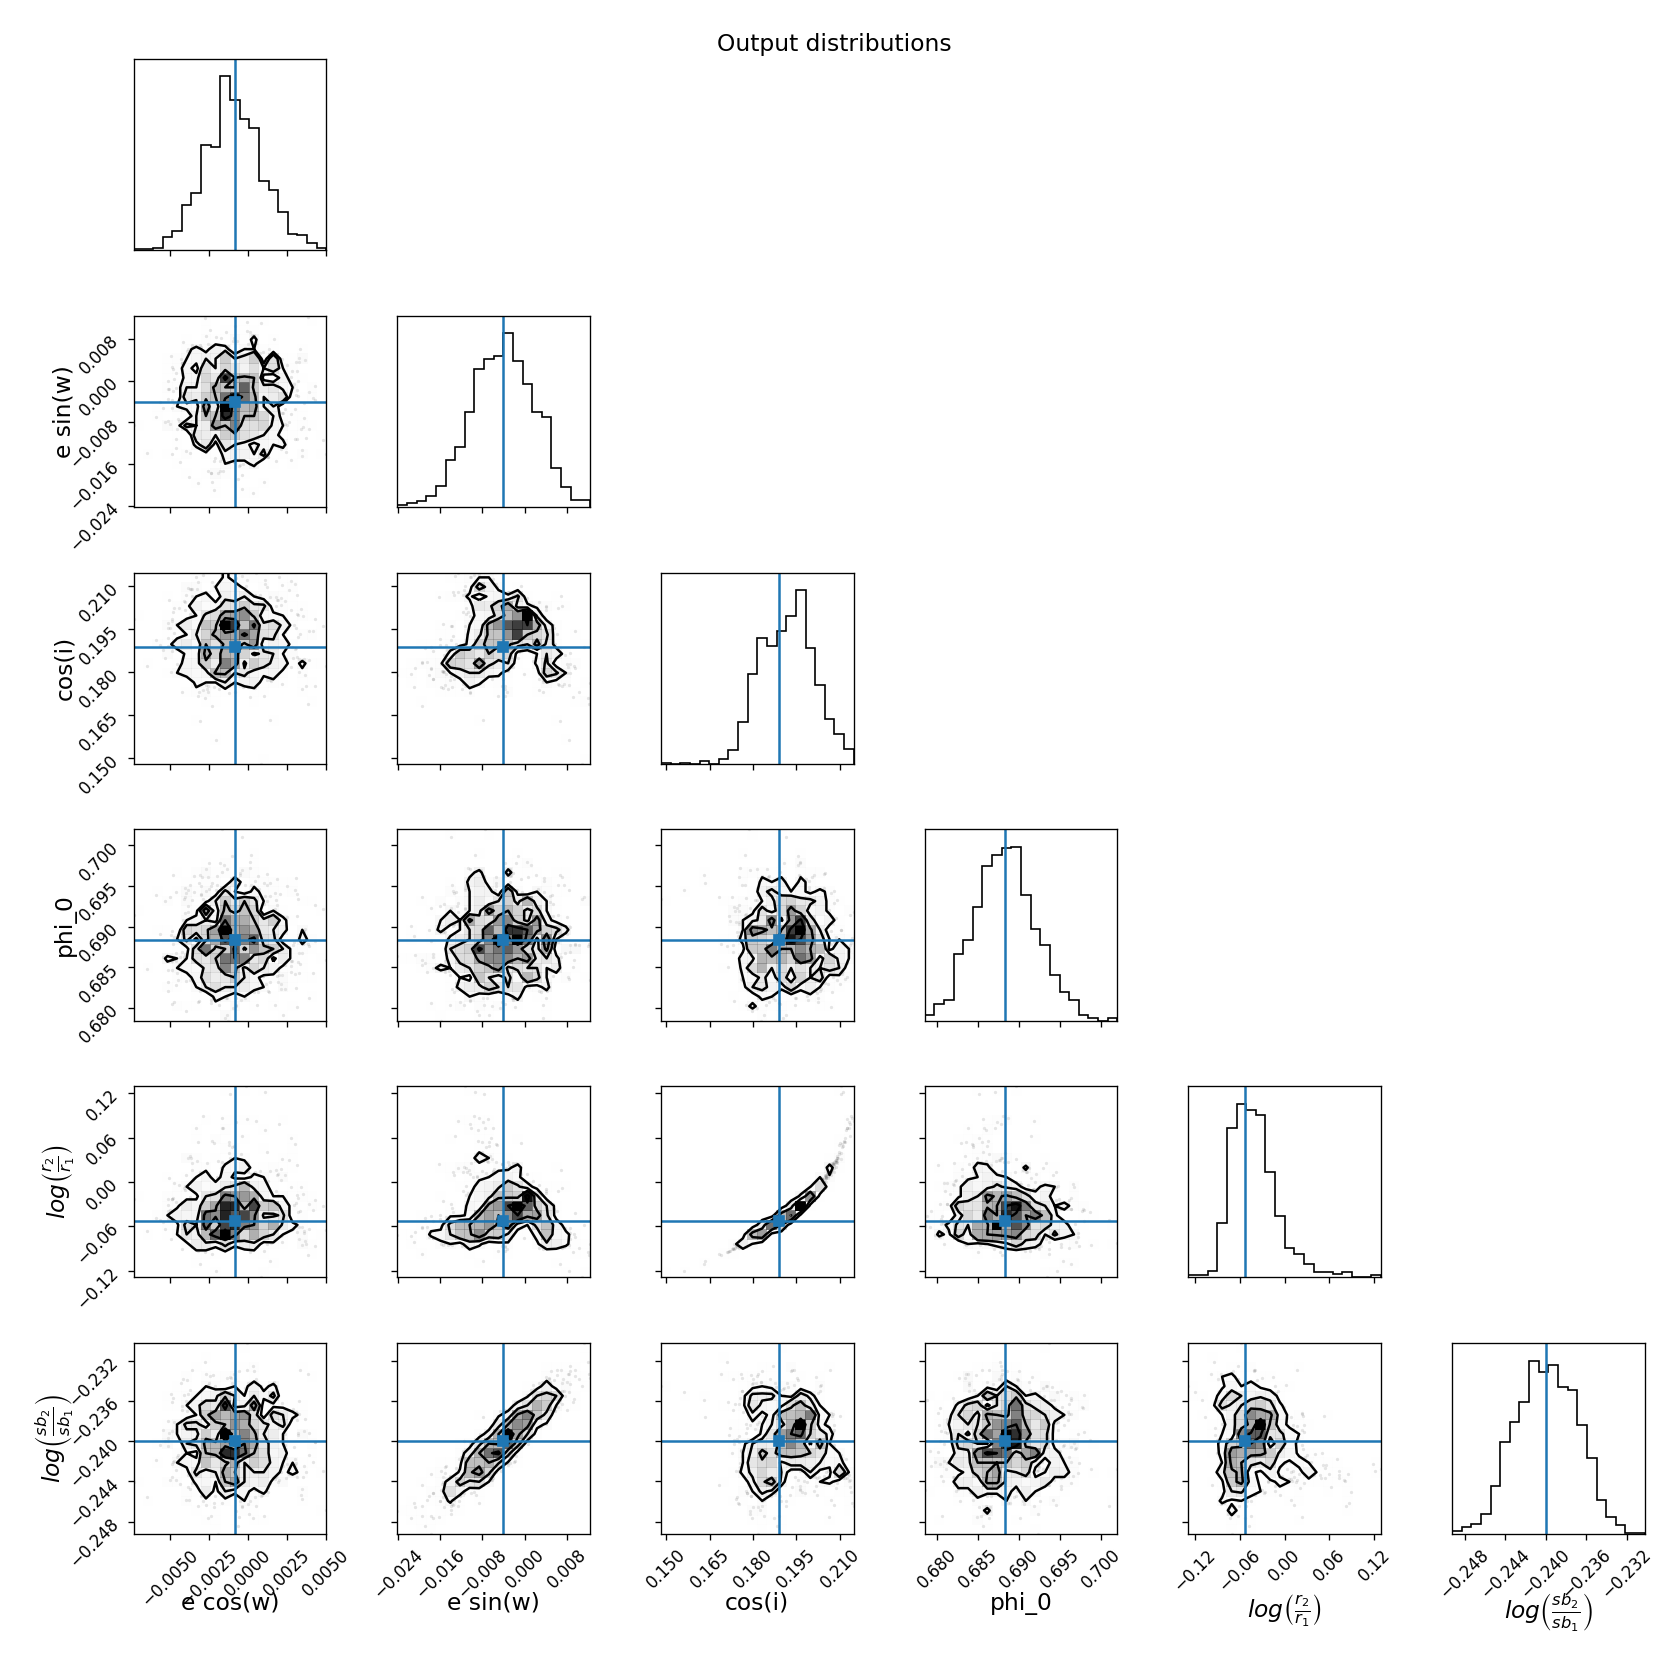 Output distributions
e sin(w)
0.008
0.000
−0.008
−0.016
−0.024
cos(i)
0.210
0.195
0.180
0.165
0.150
phi_0
0.700
0.695
0.690
0.685
0.680
log(r2/r1)
0.12
0.06
0.00
−0.06
−0.12
log(sb2/sb1)
−0.232
−0.236
−0.240
−0.244
−0.248
−0.0050 −0.0025 0.0000 0.0025 0.0050
−0.024 −0.016 −0.008 0.000 0.008
0.150 0.165 0.180 0.195 0.210
0.680 0.685 0.690 0.695 0.700
−0.12 −0.06 0.00 0.06 0.12
−0.248 −0.244 −0.240 −0.236 −0.232
e cos(w)
e sin(w)
cos(i)
phi_0
log(r2/r1)
log(sb2/sb1)